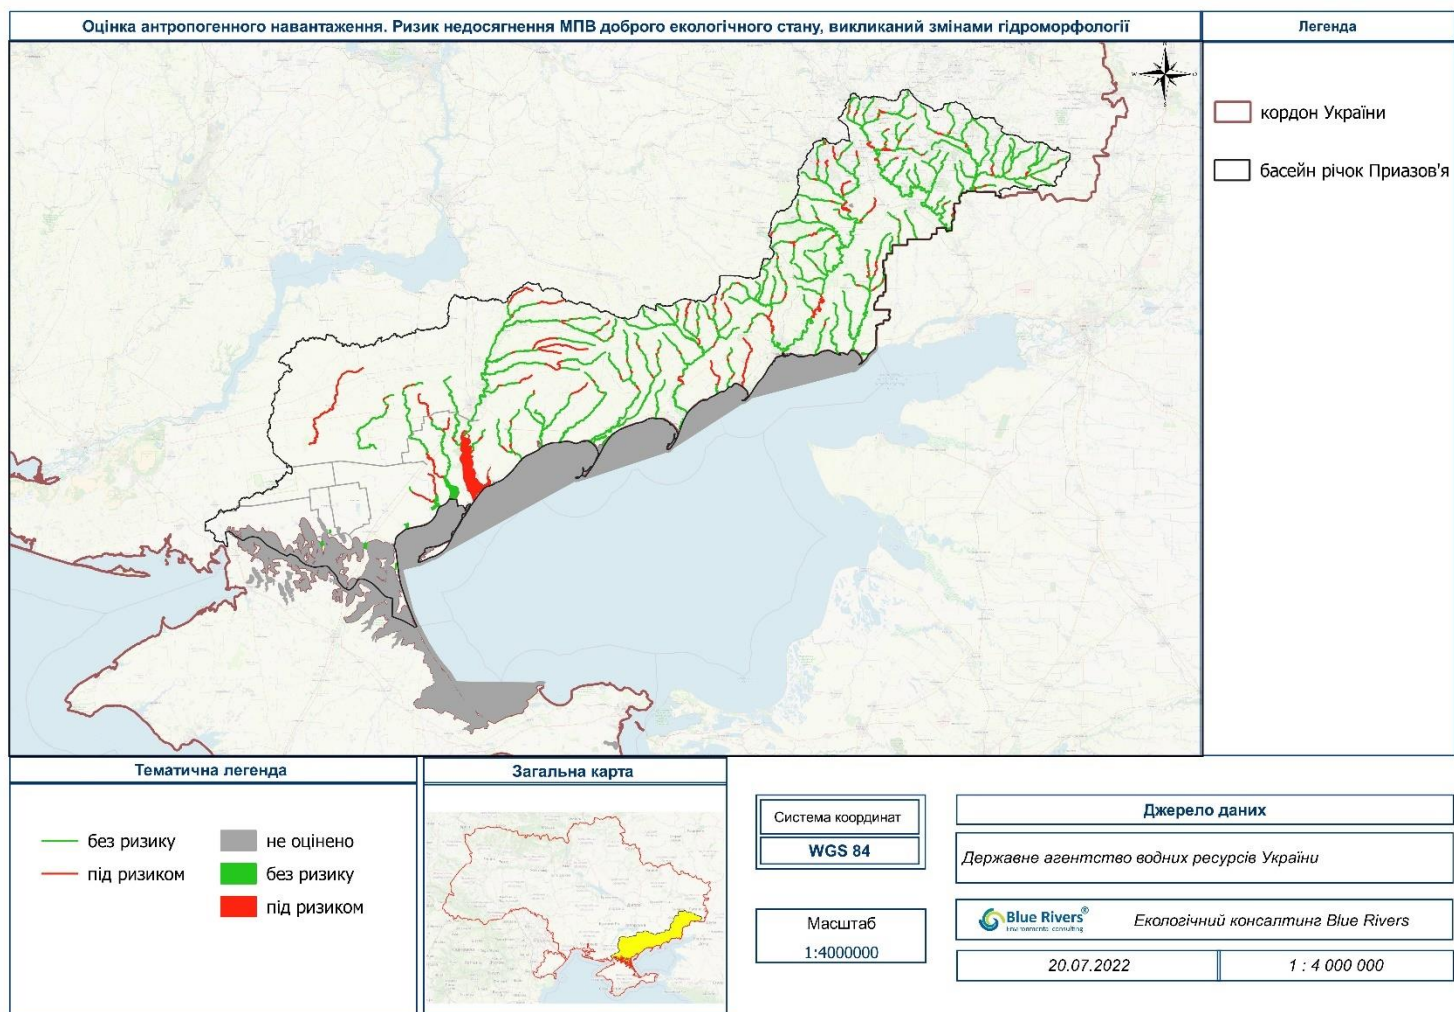 Оцінка антропогенного навантаження. Ризик недосягнення МПВ доброго екологічного стану, викликаний змінами гідроморфології
Легенда
кордон України
басейн річок Приазов'я
Тематична легенда
без ризику
під ризиком
не оцінено
без ризику
під ризиком
Загальна карта
Система координат
WGS 84
Масштаб
1:4000000
Джерело даних
Державне агентство водних ресурсів України
Blue Rivers®
Environmental consulting
Екологічний консалтинг Blue Rivers
20.07.2022
1 : 4 000 000